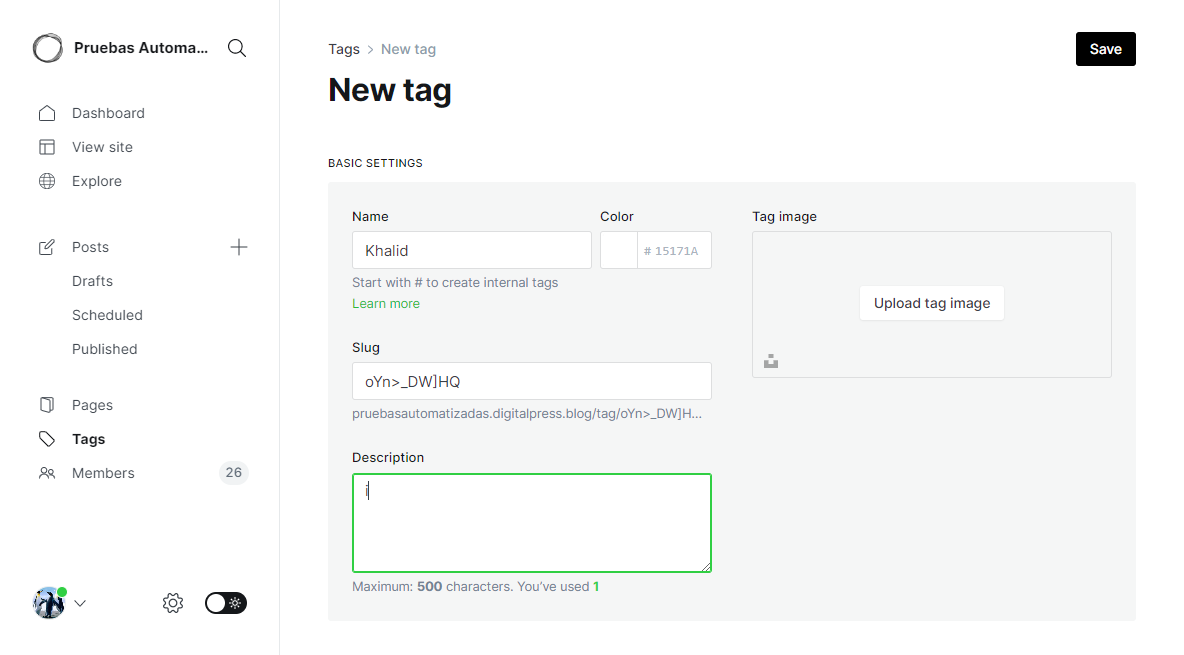 Pruebas Automa...
Dashboard
View site
Explore
Posts
Drafts
Scheduled
Published
Pages
Tags
Members
26
Tags > New tag
Save
New tag
BASIC SETTINGS
Name
Khalid
Start with # to create internal tags
Learn more
Color
# 15171A
Slug
oYn>_DW]HQ
pruebasautomatizadas.digitalpress.blog/tag/oYn>_DW]H...
Description
i
Maximum: 500 characters. You’ve used 1
Tag image
Upload tag image